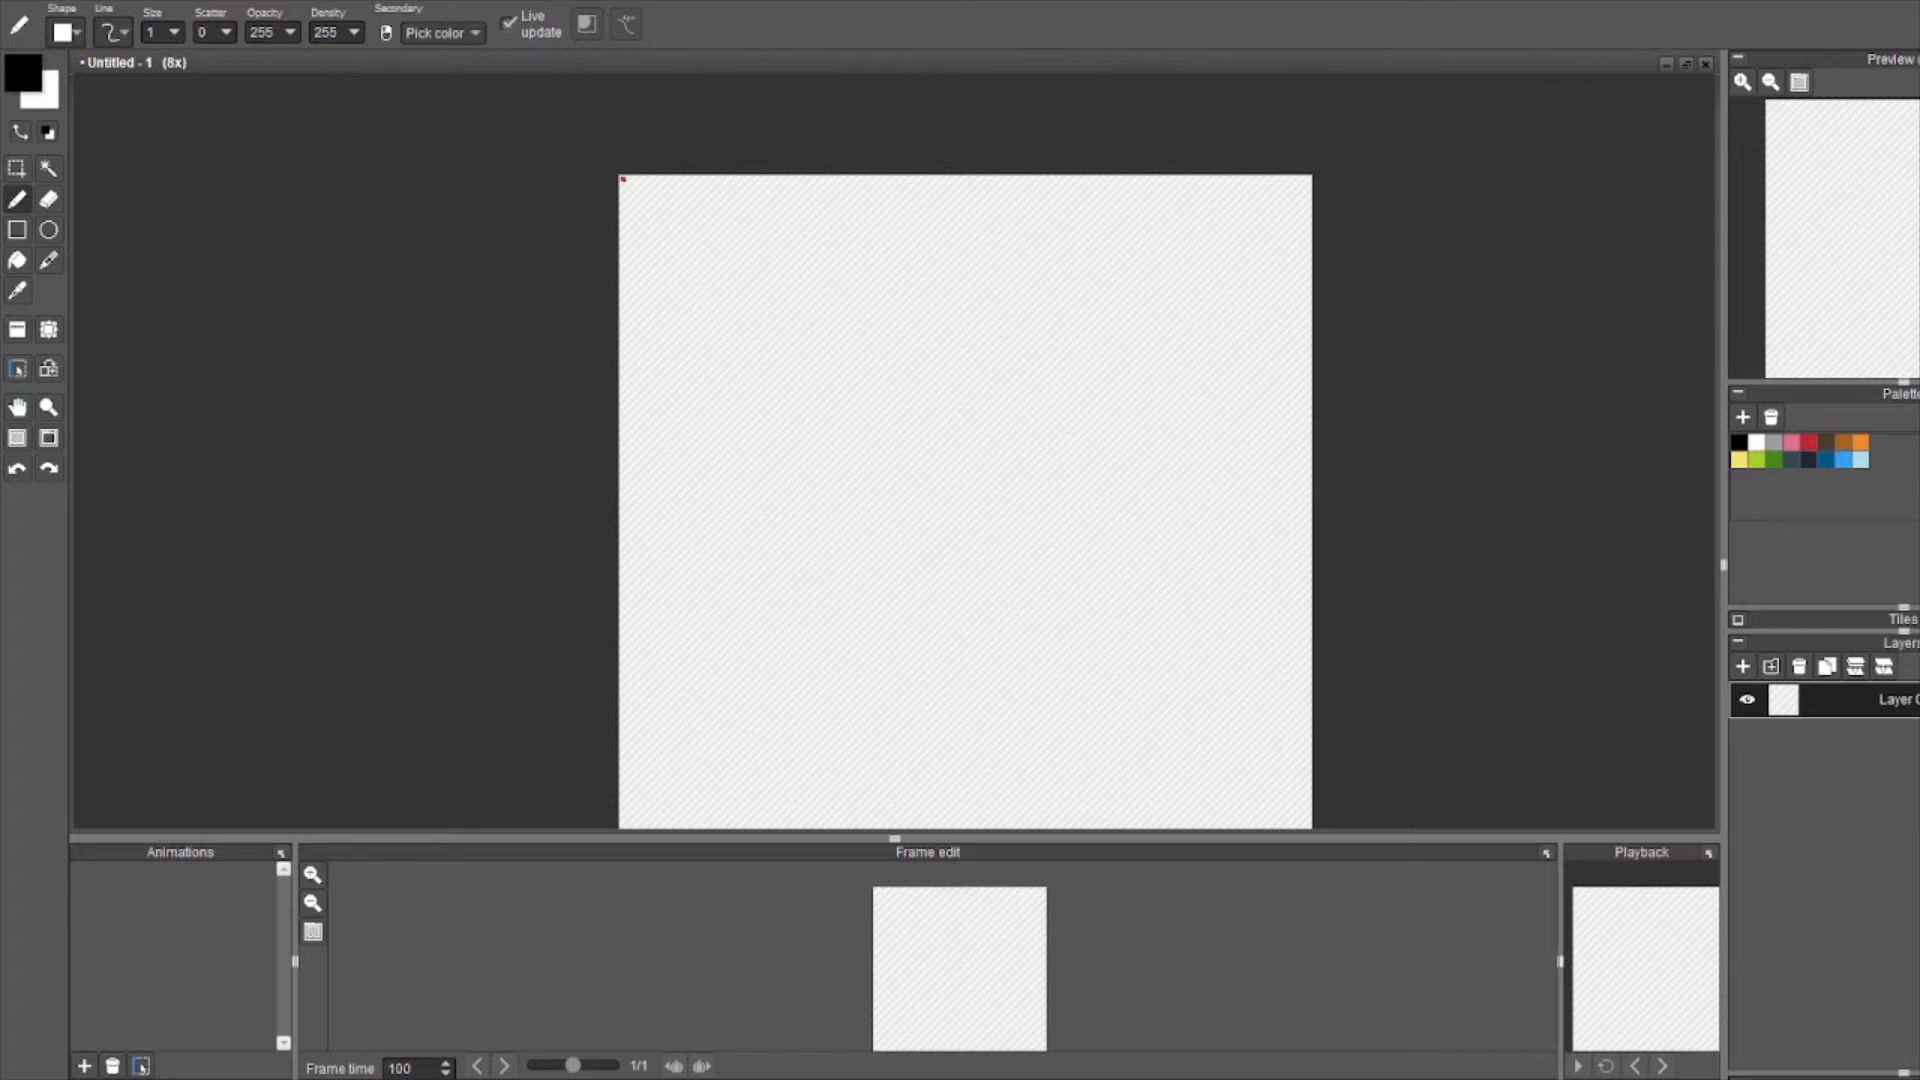 Shape Line Size Scatter Opacity Density Secondary
1 0 255 255 Pick color Live
update
• Untitled - 1 (8x)
Preview
Palett
Tiles
Layers
Layer
Animations Frame edit Playback
Frame time 100 1/1